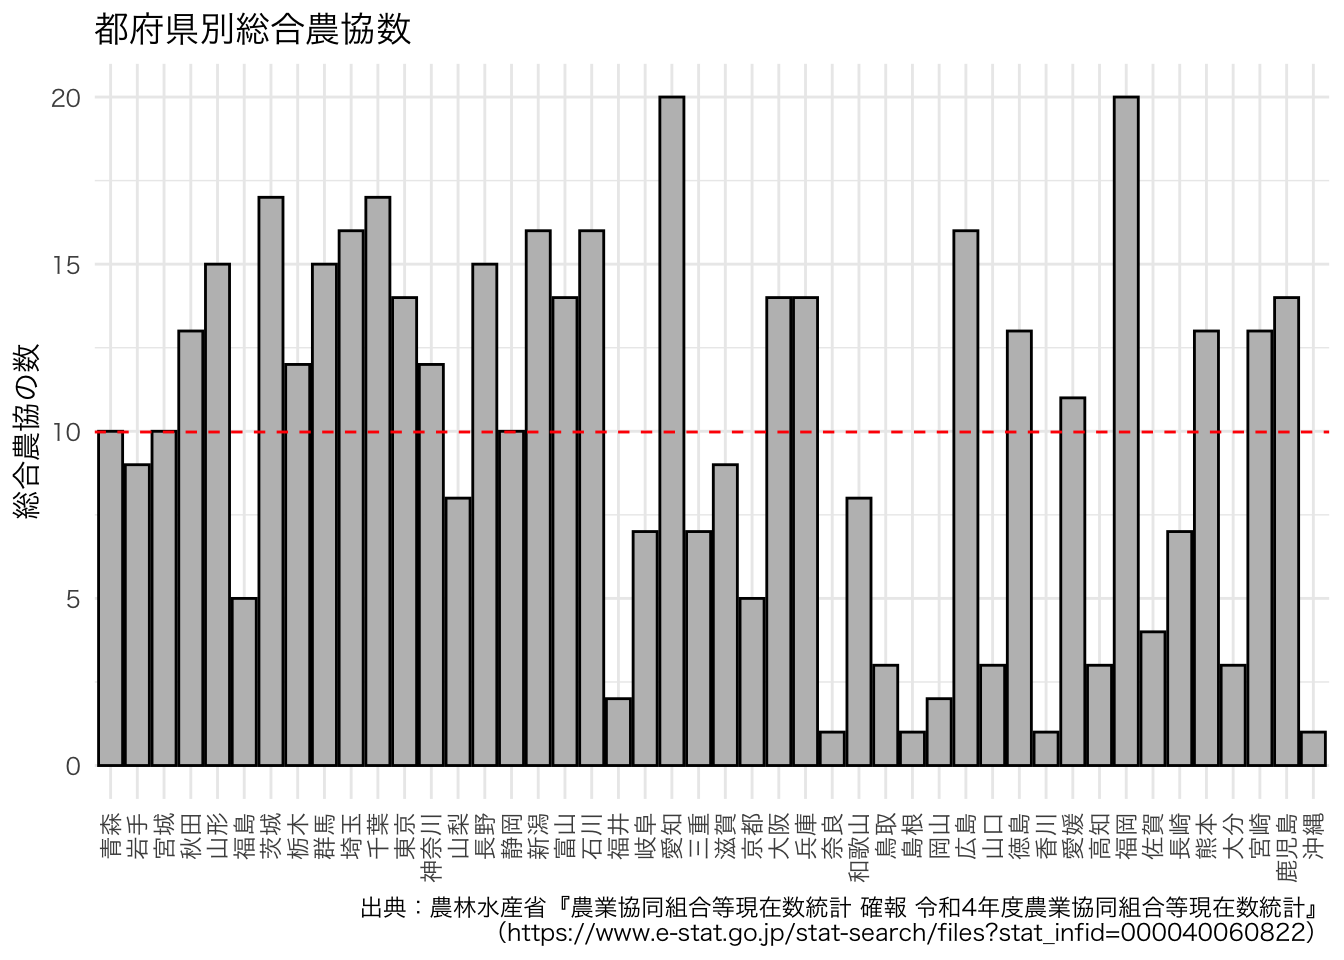 都府県別総合農協数
総合農協の数
20
15
10
5
0
青森
岩手
宮城
秋田
山形
福島
茨城
栃木
群馬
埼玉
千葉
東京
神奈川
山梨
長野
静岡
新潟
富山
石川
福井
岐阜
愛知
三重
滋賀
京都
大阪
兵庫
奈良
和歌山
鳥取
島根
岡山
広島
山口
徳島
香川
愛媛
高知
福岡
佐賀
長崎
熊本
大分
宮崎
鹿児島
沖縄
出典：農林水産省『農業協同組合等現在数統計 確報 令和4年度農業協同組合等現在数統計』
（https://www.e-stat.go.jp/stat-search/files?stat_infid=000040060822）